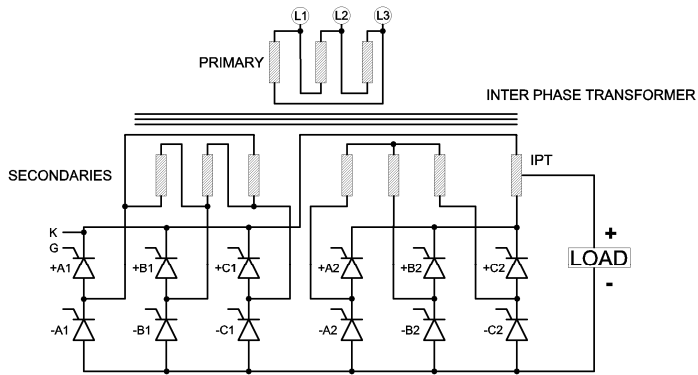 L1 L2 L3
PRIMARY
INTER PHASE TRANSFORMER
SECONDARIES
IPT
K
G
+A1 +B1 +C1 +A2 +B2 +C2
+
LOAD
-
-A1 -B1 -C1 -A2 -B2 -C2